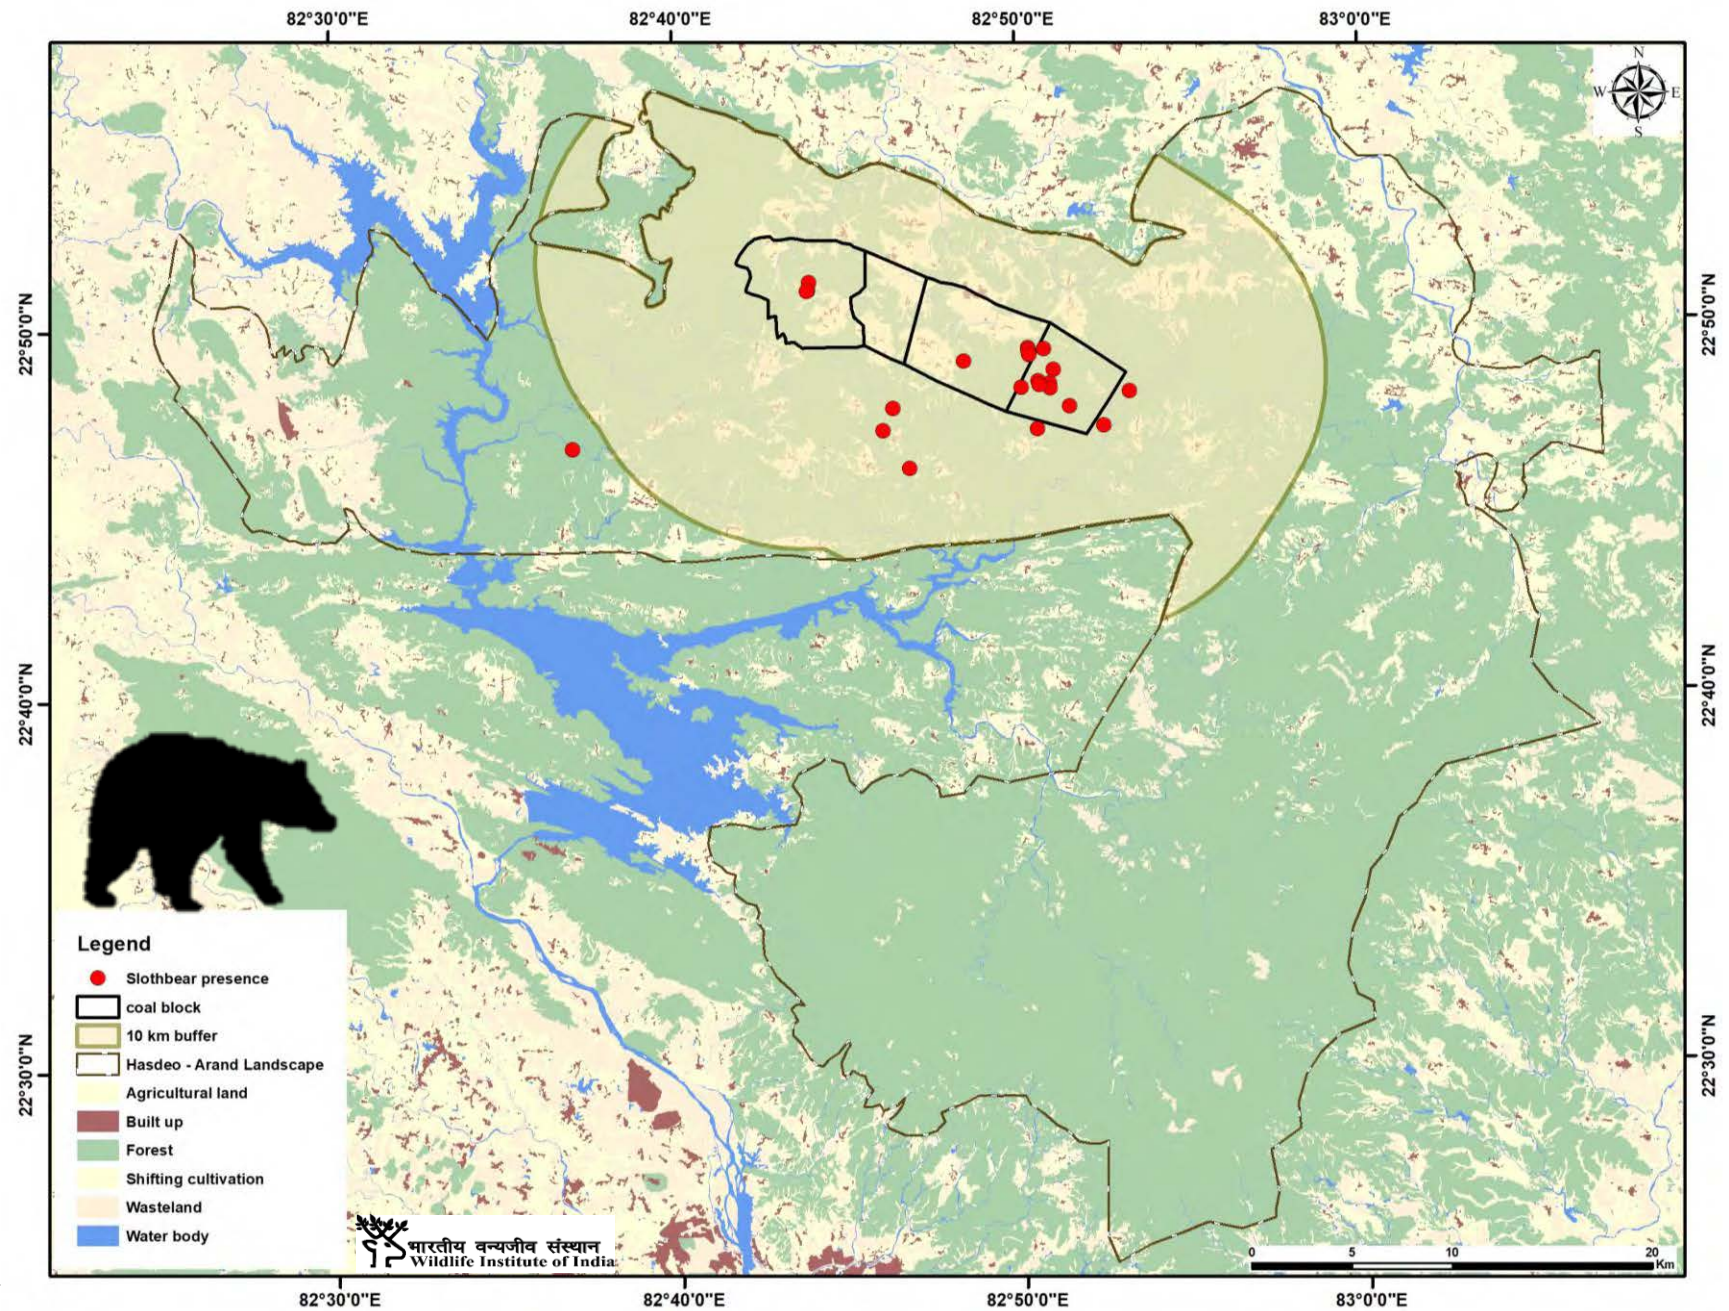 82°30'0"E 82°40'0"E 82°50'0"E 83°0'0"E
N
W E
S
22°50'0"N 22°50'0"N
22°40'0"N 22°40'0"N
22°30'0"N 22°30'0"N
Legend
Slothbear presence
coal block
10 km buffer
Hasdeo - Arand Landscape
Agricultural land
Built up
Forest
Shifting cultivation
Wasteland
Water body
भारतीय वन्यजीव संस्थान
Wildlife Institute of India
0 5 10 20
Km
82°30'0"E 82°40'0"E 82°50'0"E 83°0'0"E